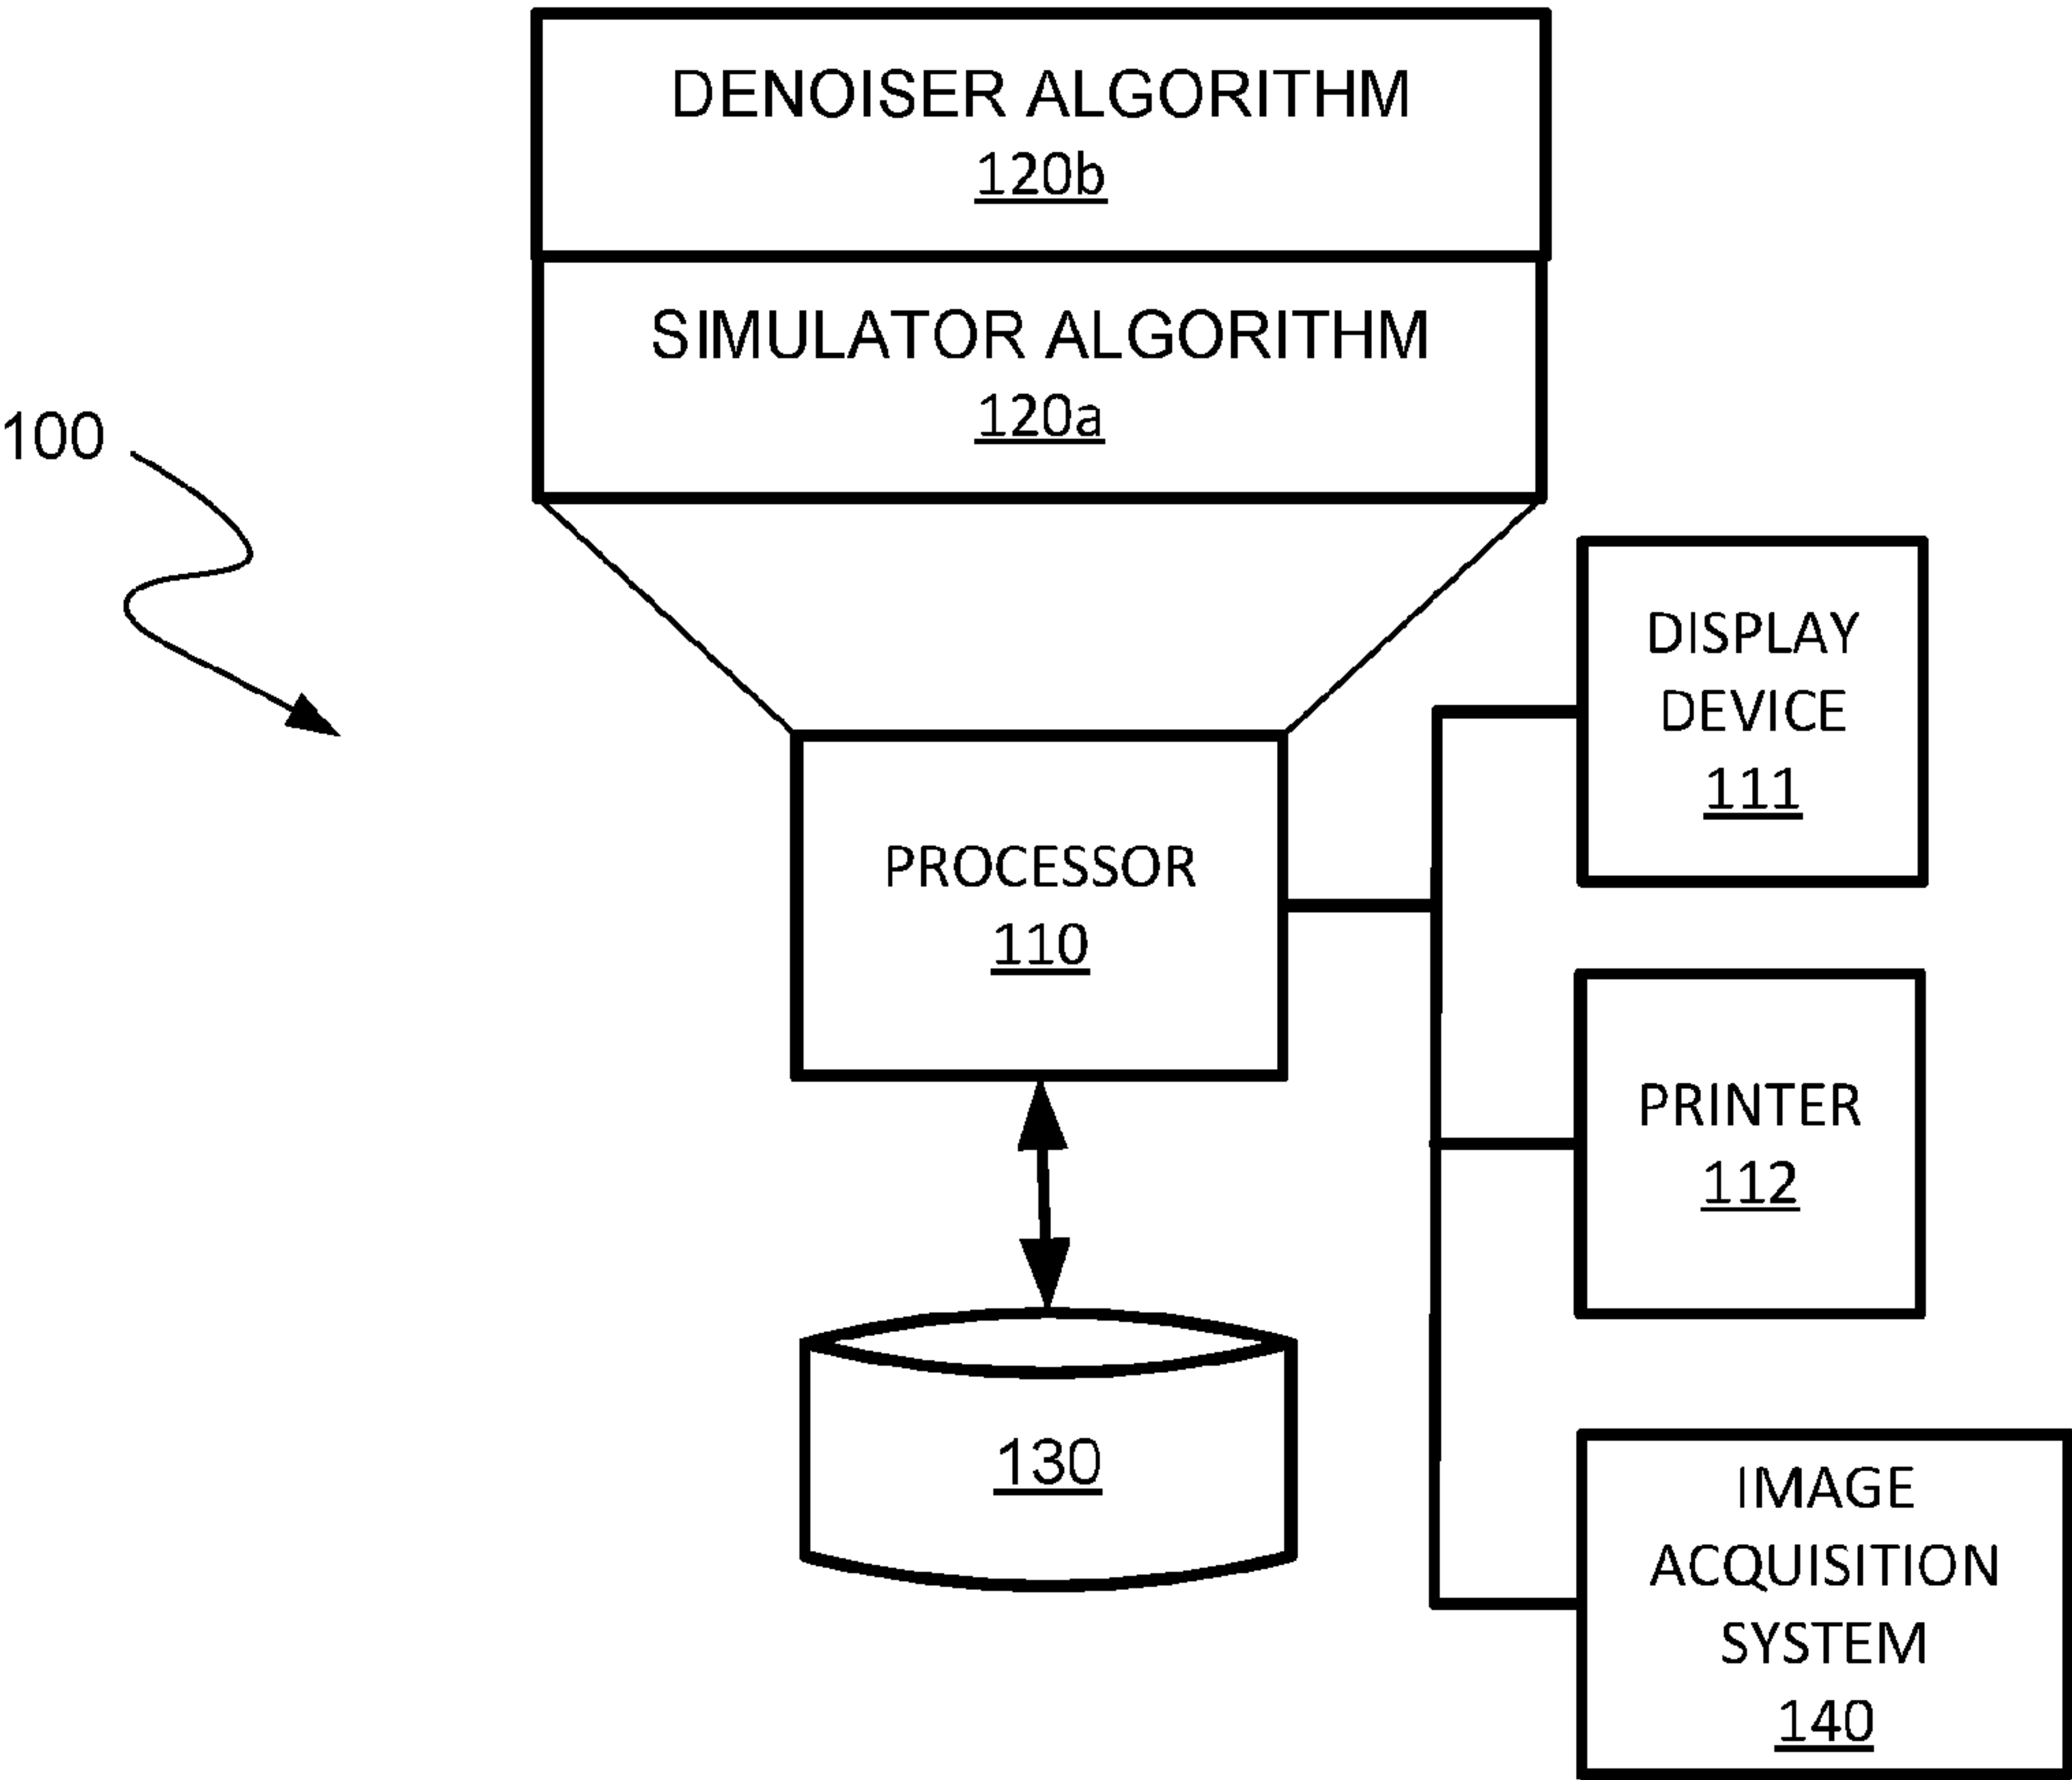 DENOISER ALGORITHM
120b
SIMULATOR ALGORITHM
120a
100
DISPLAY
DEVICE
111
PROCESSOR
110
PRINTER
112
130
IMAGE
ACQUISITION
SYSTEM
140